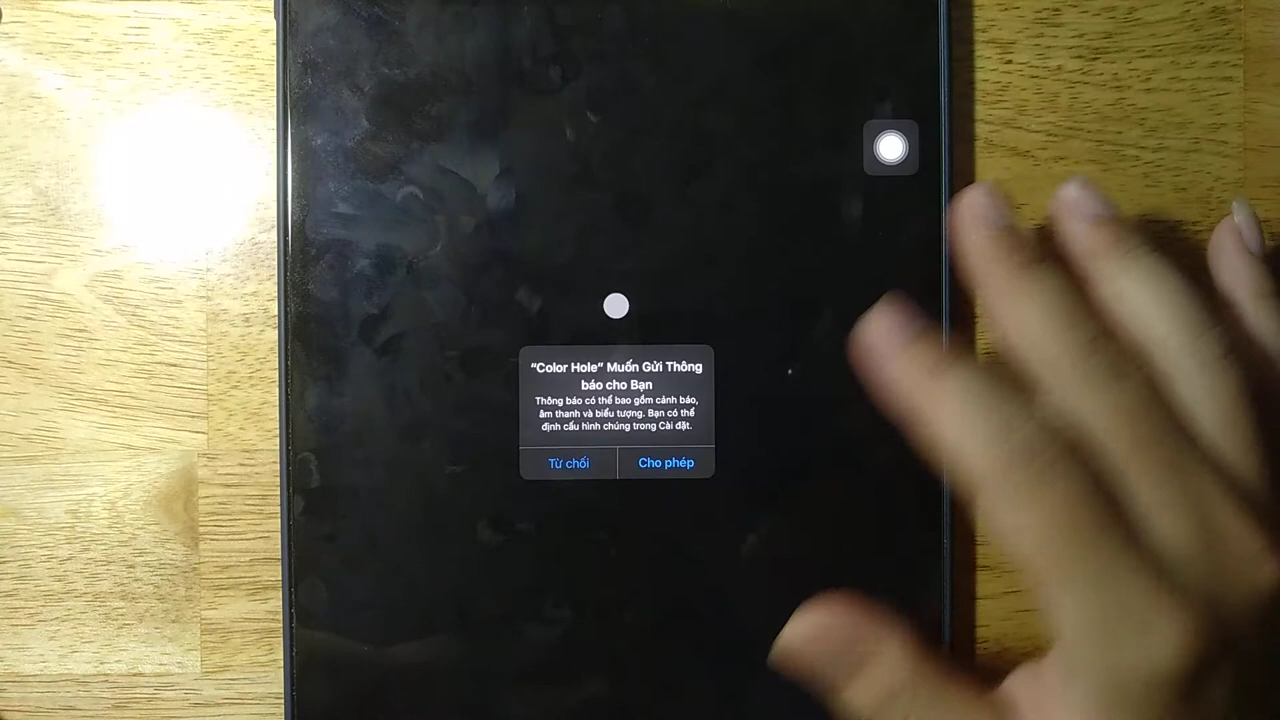 “Color Hole” Muốn Gửi Thông
báo cho Bạn
Thông báo có thể bao gồm cảnh báo,
âm thanh và biểu tượng. Bạn có thể
định cấu hình chúng trong Cài đặt.
Từ chối
Cho phép